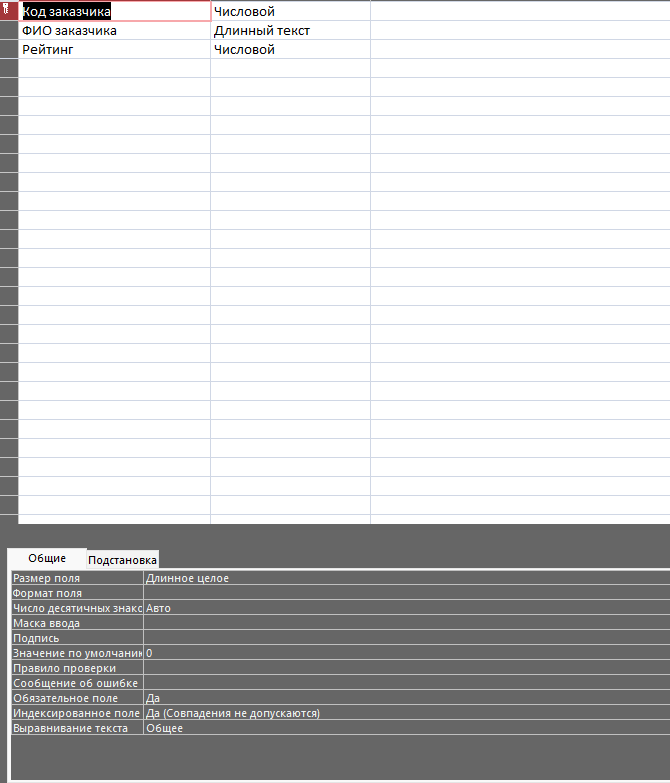 Код заказчика Числовой
ФИО заказчика Длинный текст
Рейтинг Числовой
Общие Подстановка
Размер поля Длинное целое
Формат поля
Число десятичных знако Авто
Маска ввода
Подпись
Значение по умолчани 0
Правило проверки
Сообщение об ошибке
Обязательное поле Да
Индексированное поле Да (Совпадения не допускаются)
Выравнивание текста Общее